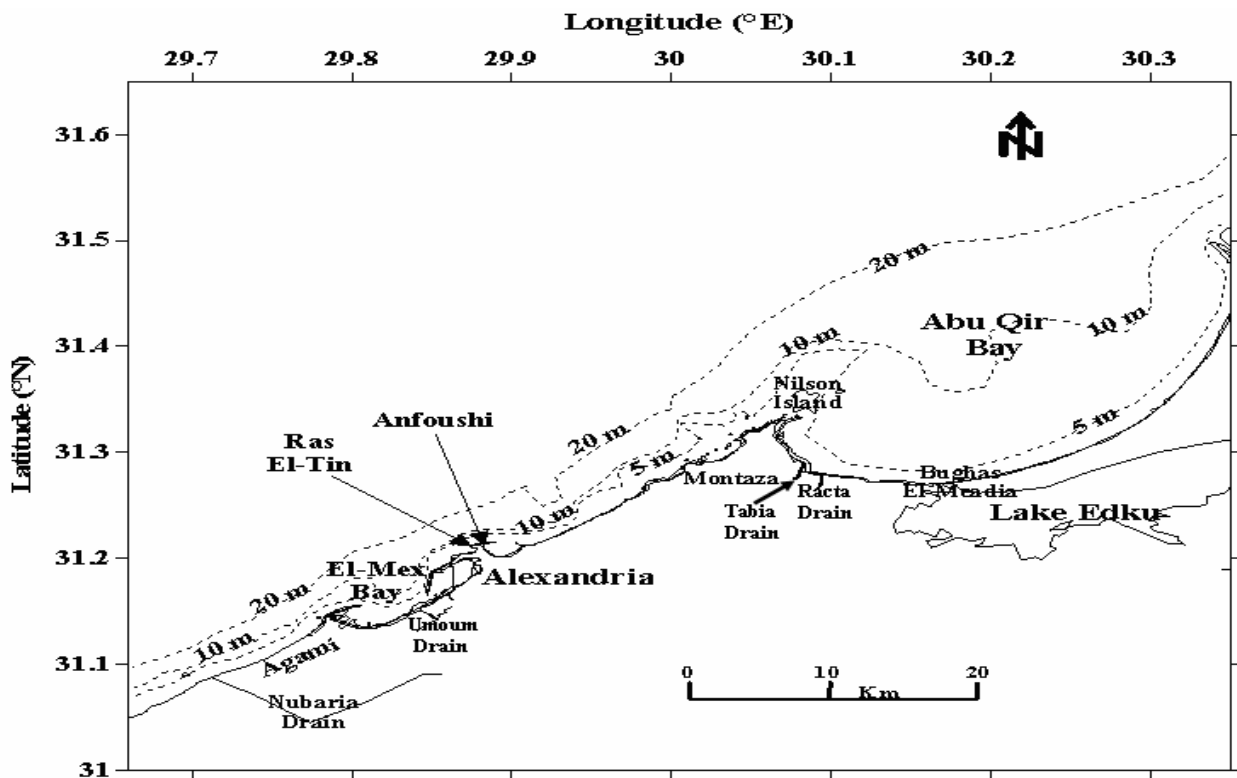 Longitude (°E)
29.7 29.8 29.9 30 30.1 30.2 30.3
Latitude (°N)
31.6
31.5
31.4
31.3
31.2
31.1
31
N
20 m
10 m
Abu Qir
Bay
10 m
Nilson
Island
5 m
Anfoushi
Ras
El-Tin
20 m
5 m
Montaza
Tabia
Drain
Racta
Drain
Bughas
El-Meadia
Lake Edku
10 m
El-Mex
Bay
Alexandria
20 m
Umoum
Drain
10 m
Agami
Nubaria
Drain
0 10 20
Km